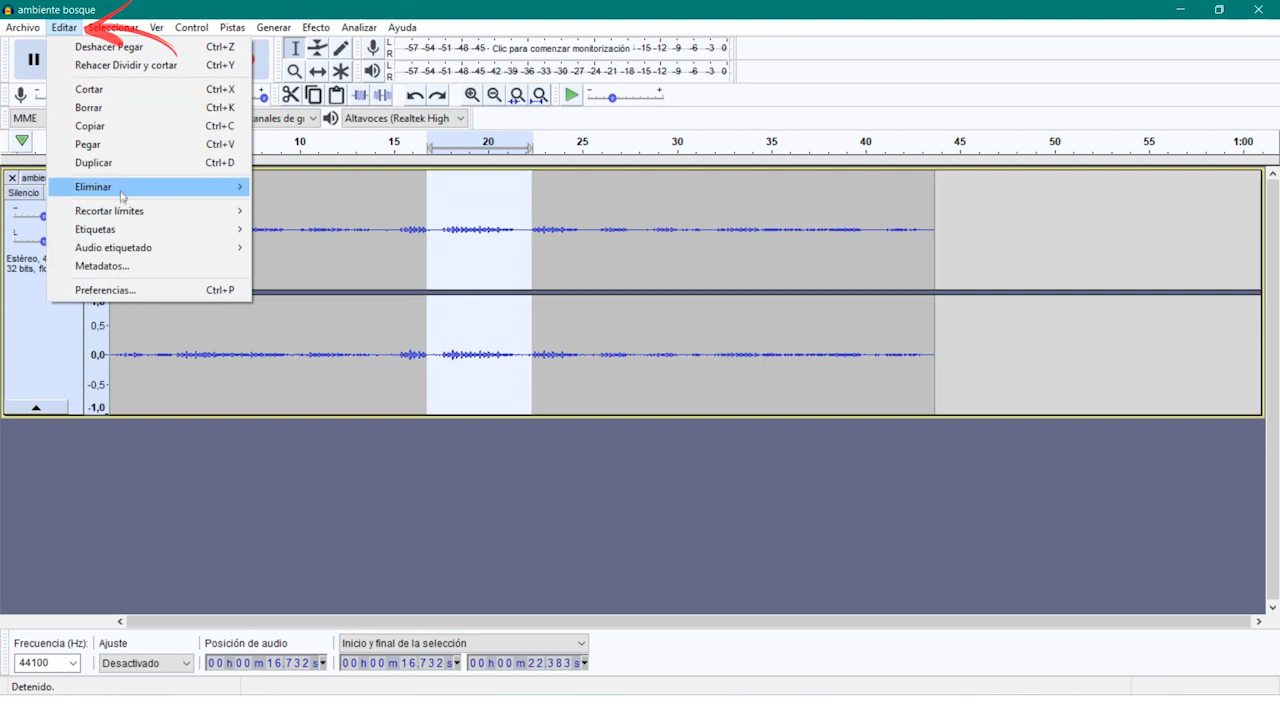 ambiente bosque
Archivo Editar Seleccionar Ver Control Pistas Generar Efecto Analizar Ayuda
Deshacer Pegar Ctrl+Z
Rehacer Dividir y cortar Ctrl+Y
Cortar Ctrl+X
Borrar Ctrl+K
Copiar Ctrl+C
Pegar Ctrl+V
Duplicar Ctrl+D
Eliminar
Recortar límites
Etiquetas
Audio etiquetado
Metadatos...
Preferencias... Ctrl+P
L
R
-57 -54 -51 -48 -45 - Clic para comenzar monitorización -15 -12 -9 -6 -3 0
L
R
-57 -54 -51 -48 -45 -42 -39 -36 -33 -30 -27 -24 -21 -18 -15 -12 -9 -6 -3 0
MME Altavoces (Realtek High
10 15 20 25 30 35 40 45 50 55 1:00
X ambie
Silencio
L
Estéreo, 4
32 bits, flo
1,0
0,5
0,0
-0,5
-1,0
Frecuencia (Hz): Ajuste Posición de audio Inicio y final de la selección
44100 Desactivado 00 h 00 m 16,732 s 00 h 00 m 16,732 s 00 h 00 m 22,383 s
Detenido.